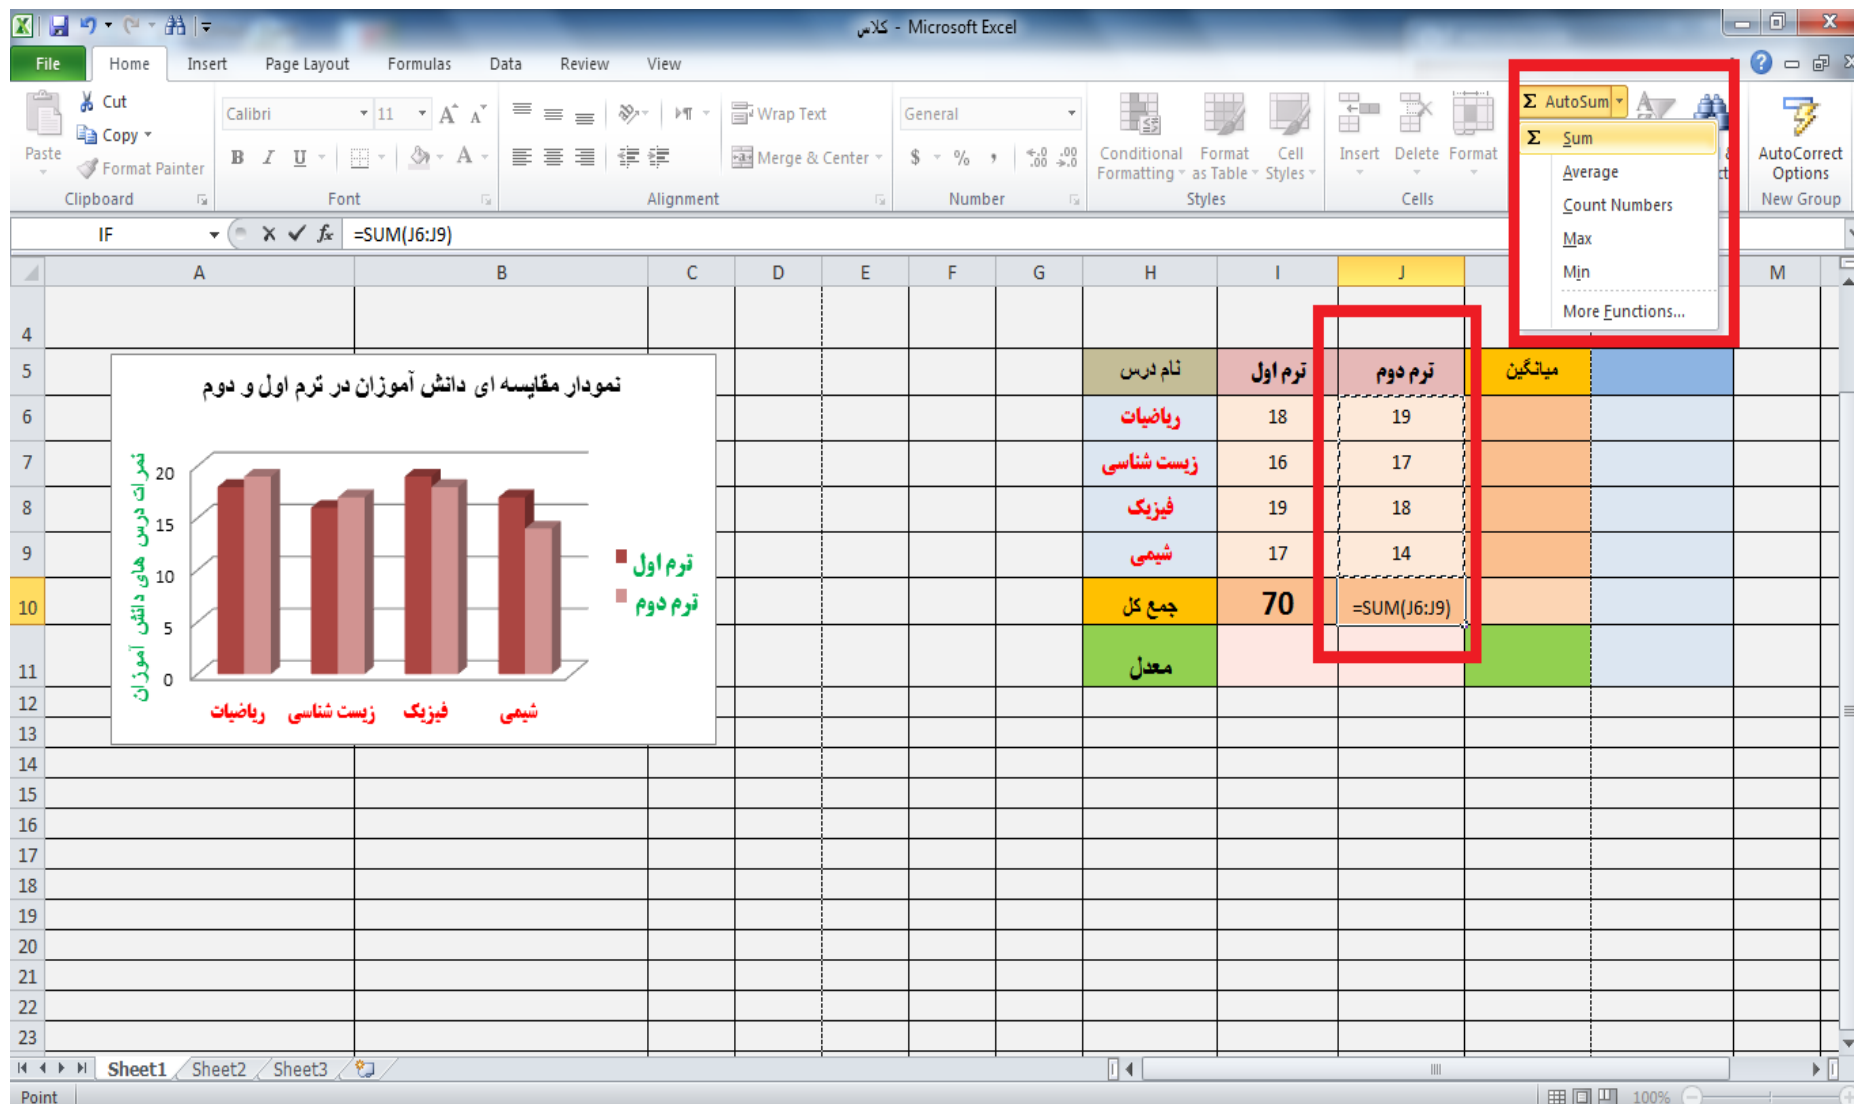 کلاس - Microsoft Excel
File Home Insert Page Layout Formulas Data Review View
Cut
Copy
Format Painter
Paste
Clipboard
Calibri 11
B I U
Font
Wrap Text
Merge & Center
Alignment
General
$ % ,
Number
Conditional Formatting
Format as Table
Cell Styles
Styles
Insert Delete Format
Cells
Σ AutoSum
Σ Sum
Average
Count Numbers
Max
Min
More Functions...
AutoCorrect Options
New Group
IF fx =SUM(J6:J9)
A B C D E F G H I J M
4
5
6
7
8
9
10
11
12
13
14
15
16
17
18
19
20
21
22
23
نمودار مقایسه ای دانش آموزان در ترم اول و دوم
نمرات درس های دانش آموزان
20
15
10
5
0
ریاضیات زیست شناسی فیزیک شیمی
ترم اول
ترم دوم
نام درس ترم اول ترم دوم میانگین
ریاضیات 18 19
زیست شناسی 16 17
فیزیک 19 18
شیمی 17 14
جمع کل 70 =SUM(J6:J9)
معدل
Sheet1 Sheet2 Sheet3
Point 100%